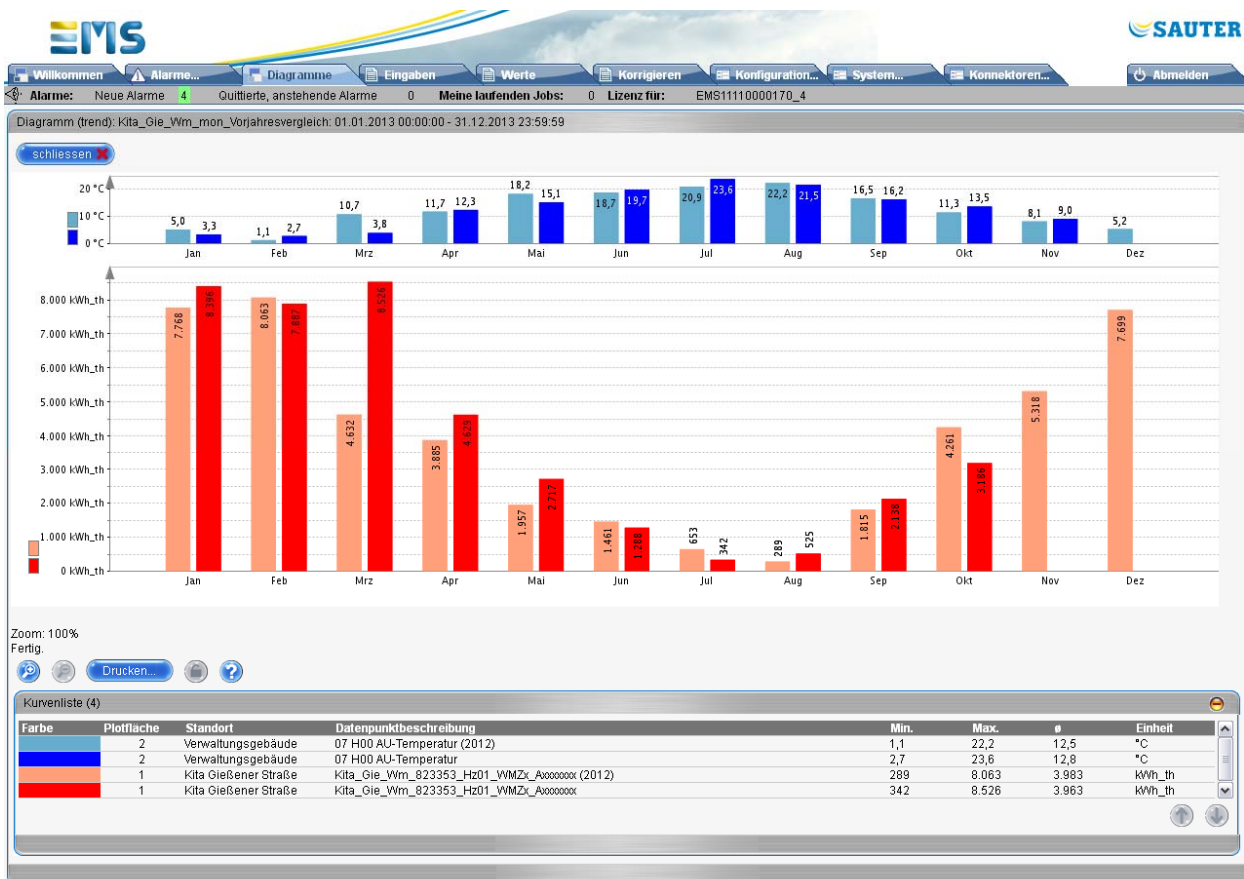 EMS
SAUTER
Willkommen Alarme... Diagramme Eingaben Werte Korrigieren Konfiguration... System... Konnektoren... Abmelden
Alarme: Neue Alarme 4 Quittierte, anstehende Alarme 0 Meine laufenden Jobs: 0 Lizenz für: EMS11110000170_4
Diagramm (trend): Kita_Gie_Wm_mon_Vorjahresvergleich: 01.01.2013 00:00:00 - 31.12.2013 23:59:59
schliessen
20 °C
10 °C
0 °C
5,0 3,3 1,1 2,7 10,7 3,8 11,7 12,3 18,2 15,1 18,7 19,7 20,9 23,6 22,2 21,5 16,5 16,2 11,3 13,5 8,1 9,0 5,2
Jan Feb Mrz Apr Mai Jun Jul Aug Sep Okt Nov Dez
8.000 kWh_th
7.000 kWh_th
6.000 kWh_th
5.000 kWh_th
4.000 kWh_th
3.000 kWh_th
2.000 kWh_th
1.000 kWh_th
0 kWh_th
7.768 8.396 8.063 7.887 4.632 8.526 3.885 4.629 1.957 2.717 1.461 1.288 653 342 289 525 1.815 2.138 4.261 3.186 5.318 7.699
Jan Feb Mrz Apr Mai Jun Jul Aug Sep Okt Nov Dez
Zoom: 100%
Fertig.
Drucken... ?
Kurvenliste (4)
Farbe Plotfläche Standort Datenpunktbeschreibung Min. Max. ø Einheit
2 Verwaltungsgebäude 07 H00 AU-Temperatur (2012) 1,1 22,2 12,5 °C
2 Verwaltungsgebäude 07 H00 AU-Temperatur 2,7 23,6 12,8 °C
1 Kita Gießener Straße Kita_Gie_Wm_823353_Hz01_WMZx_Axxxxxxx (2012) 289 8.063 3.983 kWh_th
1 Kita Gießener Straße Kita_Gie_Wm_823353_Hz01_WMZx_Axxxxxxx 342 8.526 3.963 kWh_th